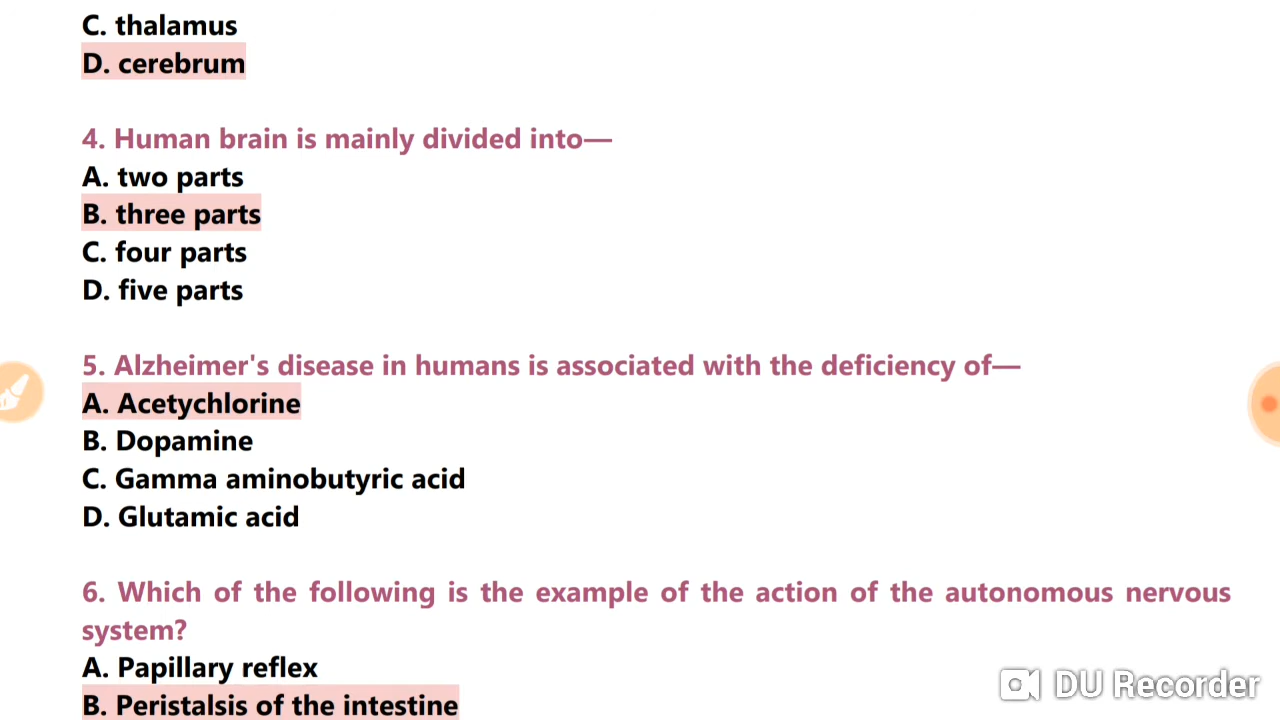 C. thalamus
D. cerebrum
4. Human brain is mainly divided into—
A. two parts
B. three parts
C. four parts
D. five parts
5. Alzheimer's disease in humans is associated with the deficiency of—
A. Acetychlorine
B. Dopamine
C. Gamma aminobutyric acid
D. Glutamic acid
6. Which of the following is the example of the action of the autonomous nervous
system?
A. Papillary reflex
B. Peristalsis of the intestine
DU Recorder